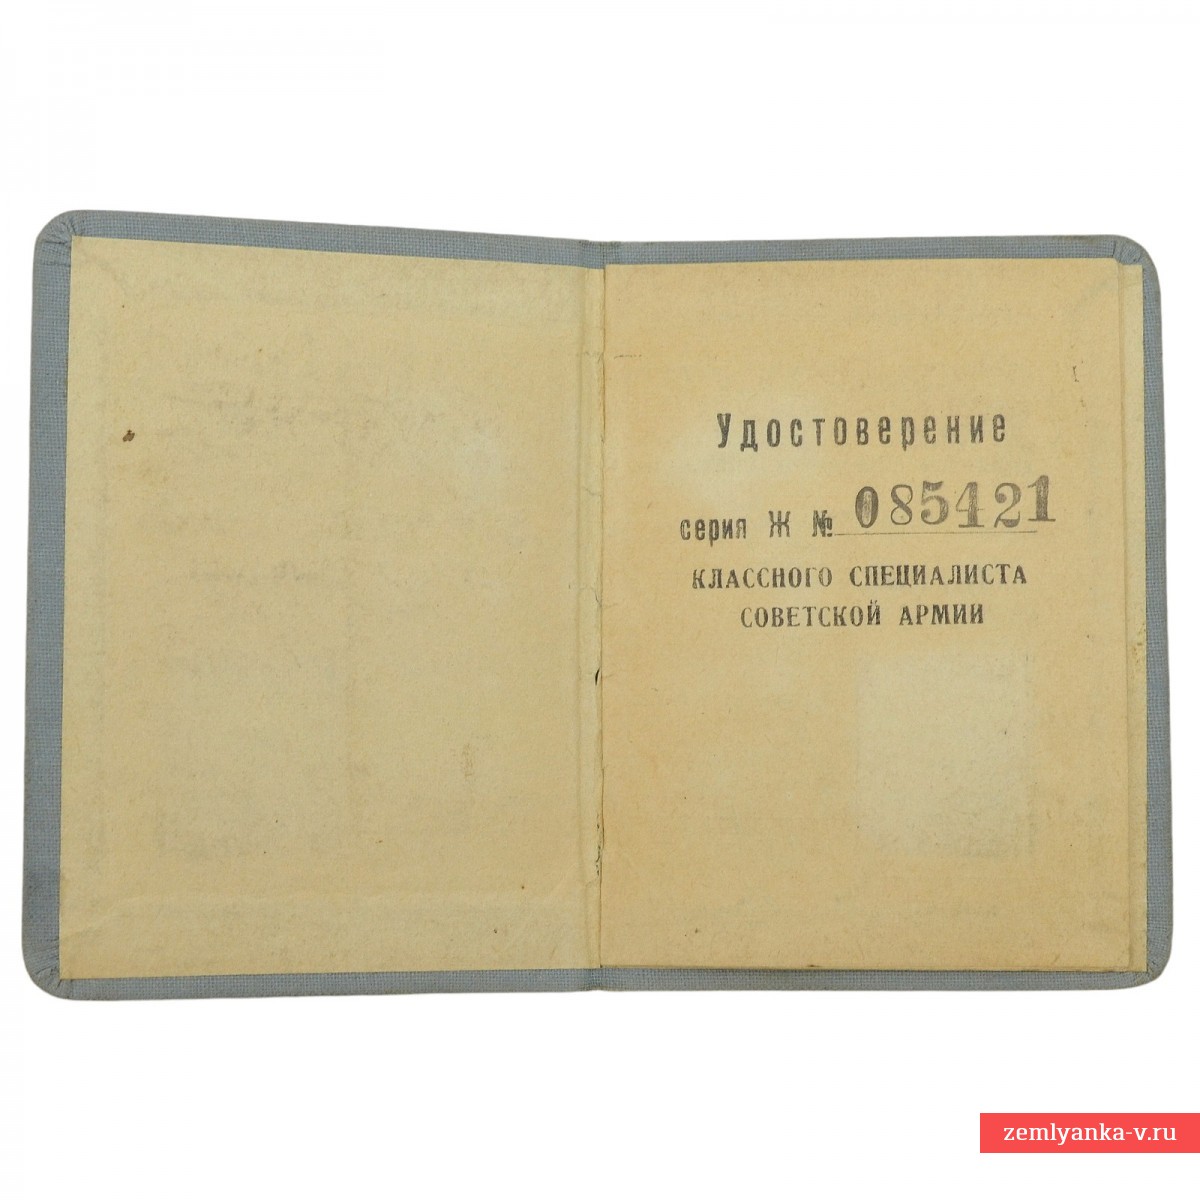 Удостоверение
серия Ж № 085421
КЛАССНОГО СПЕЦИАЛИСТА
СОВЕТСКОЙ АРМИИ
zemlyanka-v.ru